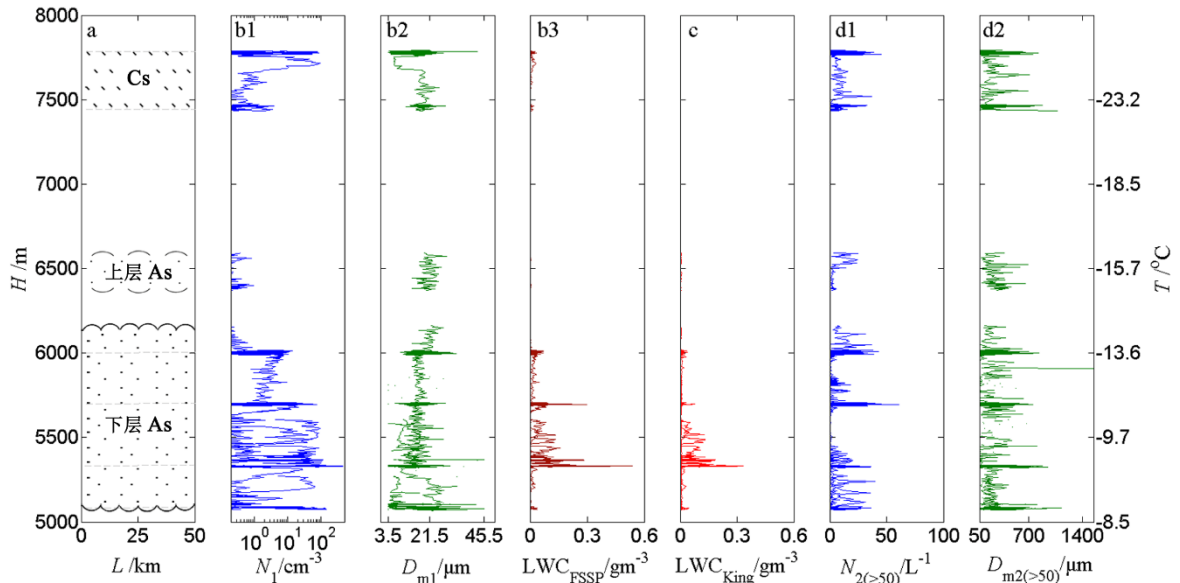 a
b1
b2
b3
c
d1
d2
8000
7500
7000
6500
6000
5500
5000
H/m
Cs
上层 As
下层 As
-23.2
-18.5
-15.7
-13.6
-9.7
-8.5
T/°C
0 25 50
10⁰ 10¹ 10²
3.5 21.5 45.5
0 0.3 0.6
0 0.3 0.6
0 50 100
50 700 1400
L/km
N₁/cm⁻³
Dm1/μm
LWC_FSSP/gm⁻³
LWC_King/gm⁻³
N₂(>50)/L⁻¹
Dm2(>50)/μm